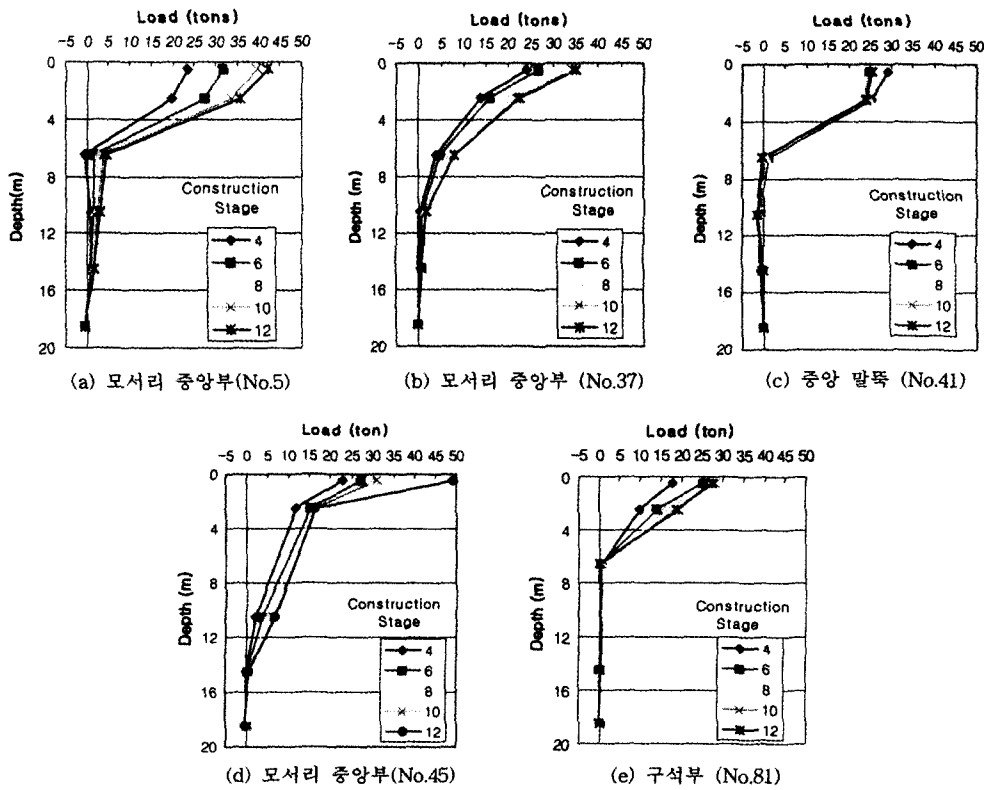 Load (tons)
-5 0 5 10 15 20 25 30 35 40 45 50
0
4
8
12
16
20
Depth(m)
Construction
Stage
4
6
8
10
12
(a) 모서리 중앙부(No.5)
Load (tons)
-5 0 5 10 15 20 25 30 35 40 45 50
0
4
8
12
16
20
Depth (m)
Construction
Stage
4
6
8
10
12
(b) 모서리 중앙부 (No.37)
Load (tons)
-5 0 5 10 15 20 25 30 35 40 45 50
0
4
8
12
16
20
Depth (m)
Construction
Stage
4
6
8
10
12
(c) 중앙 말뚝 (No.41)
Load (ton)
-5 0 5 10 15 20 25 30 35 40 45 50
0
4
8
12
16
20
Depth (m)
Construction
Stage
4
6
8
10
12
(d) 모서리 중앙부(No.45)
Load (ton)
-5 0 5 10 15 20 25 30 35 40 45 50
0
4
8
12
16
20
Depth (m)
Construction
Stage
4
6
8
10
12
(e) 구석부 (No.81)